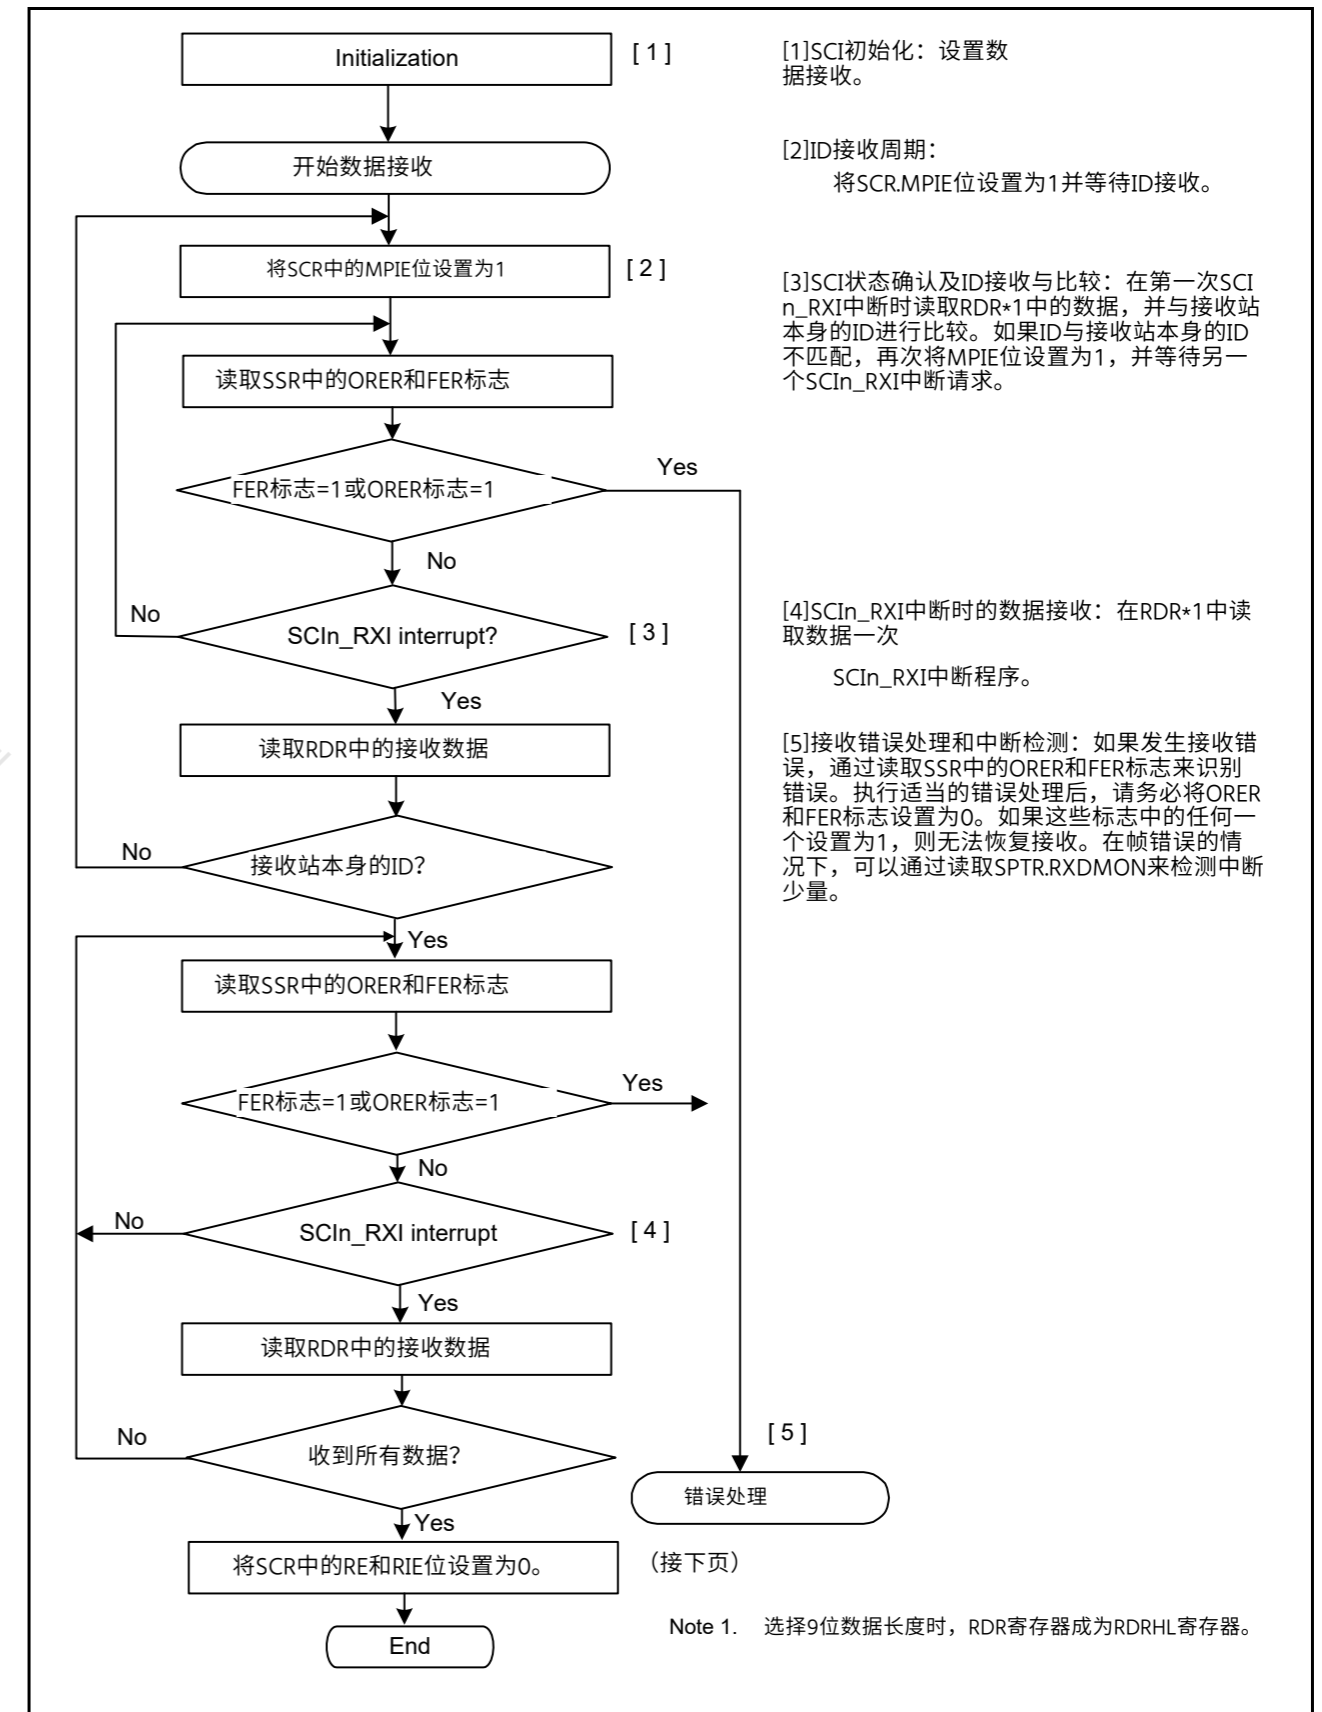 Initialization
[ 1 ]
开始数据接收
将SCR中的MPIE位设置为1
[ 2 ]
读取SSR中的ORER和FER标志
FER标志=1或ORER标志=1
Yes
No
SCIn_RXI interrupt?
No
[ 3 ]
Yes
读取RDR中的接收数据
接收站本身的ID？
No
Yes
读取SSR中的ORER和FER标志
FER标志=1或ORER标志=1
Yes
No
SCIn_RXI interrupt
No
[ 4 ]
Yes
读取RDR中的接收数据
收到所有数据？
No
Yes
将SCR中的RE和RIE位设置为0。
End
[ 5 ]
错误处理
（接下页）
[1]SCI初始化：设置数
据接收。
[2]ID接收周期：
将SCR.MPIE位设置为1并等待ID接收。
[3]SCI状态确认及ID接收与比较：在第一次SCI
n_RXI中断时读取RDR*1中的数据，并与接收站
本身的ID进行比较。如果ID与接收站本身的ID
不匹配，再次将MPIE位设置为1，并等待另一
个SCIn_RXI中断请求。
[4]SCIn_RXI中断时的数据接收：在RDR*1中读
取数据一次
SCIn_RXI中断程序。
[5]接收错误处理和中断检测：如果发生接收错
误，通过读取SSR中的ORER和FER标志来识别
错误。执行适当的错误处理后，请务必将ORER
和FER标志设置为0。如果这些标志中的任何一
个设置为1，则无法恢复接收。在帧错误的情
况下，可以通过读取SPTR.RXDMON来检测中断
少量。
Note 1. 选择9位数据长度时，RDR寄存器成为RDRHL寄存器。